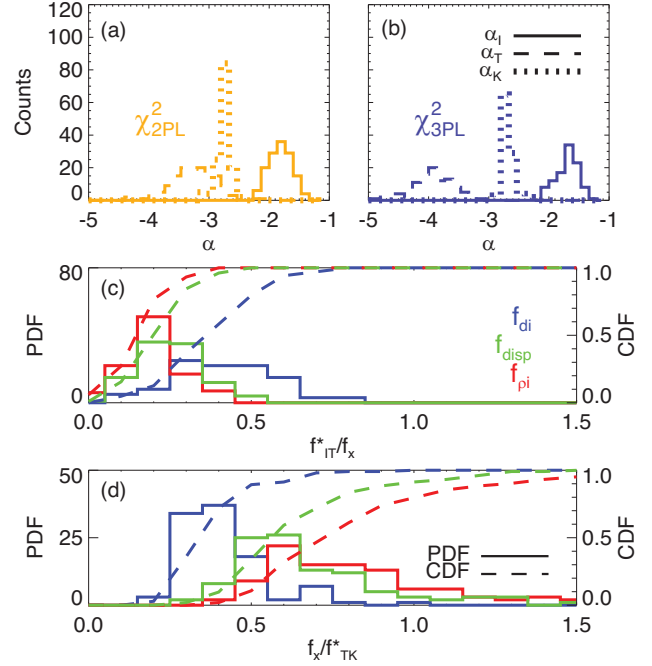 120
100
80
60
40
20
0
Counts
(a)
χ²2PL
-5 -4 -3 -2 -1
α
(b)
αI
αT
αK
χ²3PL
-5 -4 -3 -2 -1
α
80
0
PDF
(c)
fdi
fdisp
fρi
1.0
0.5
0.0
CDF
0.0 0.5 1.0 1.5
f*IT/fx
50
25
0
PDF
(d)
PDF
CDF
1.0
0.5
0.0
CDF
0.0 0.5 1.0 1.5
fx/f*TK